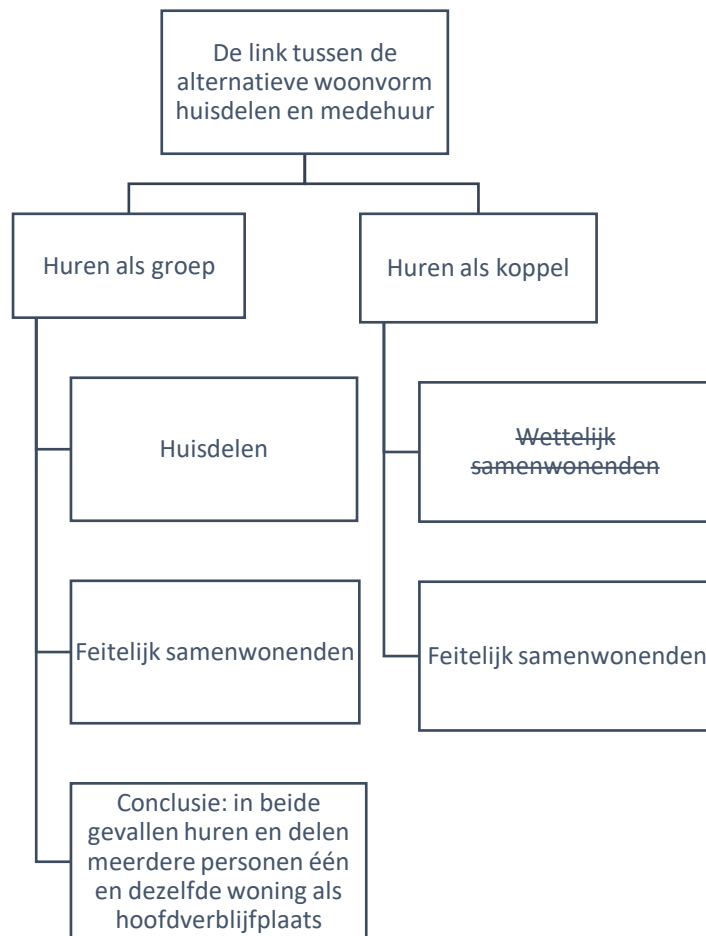 De link tussen de
alternatieve woonvorm
huisdelen en medehuur
Huren als groep
Huisdelen
Feitelijk samenwonenden
Conclusie: in beide
gevallen huren en delen
meerdere personen één
en dezelfde woning als
hoofdverblijfplaats
Huren als koppel
Wettelijk
samenwonenden
Feitelijk samenwonenden